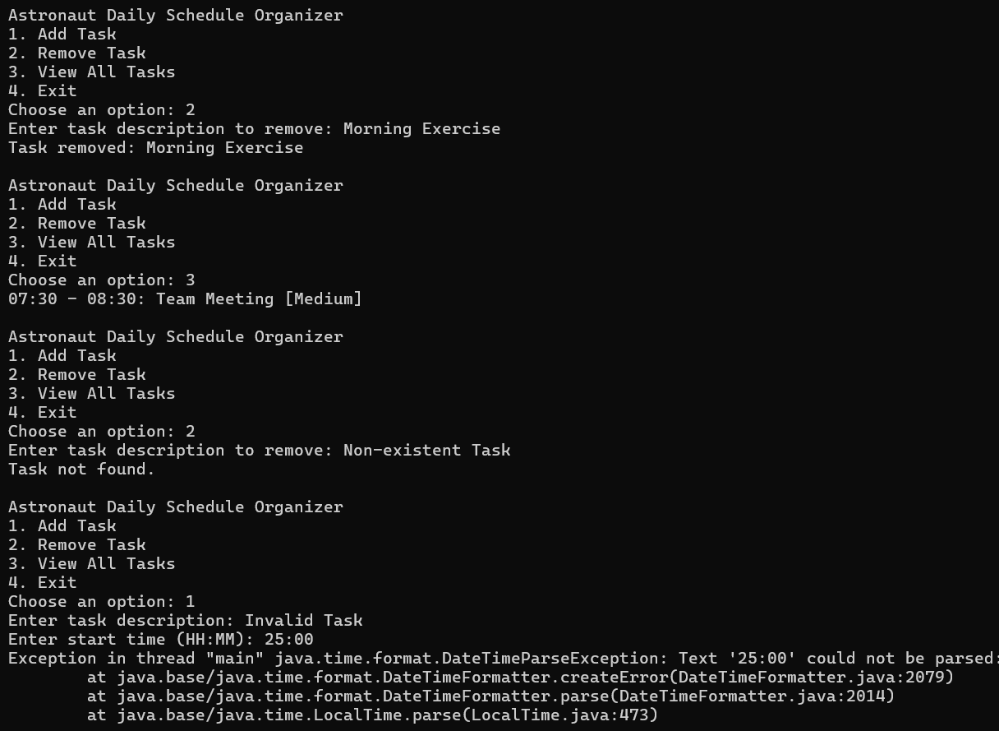 Astronaut Daily Schedule Organizer
1. Add Task
2. Remove Task
3. View All Tasks
4. Exit
Choose an option: 2
Enter task description to remove: Morning Exercise
Task removed: Morning Exercise
Astronaut Daily Schedule Organizer
1. Add Task
2. Remove Task
3. View All Tasks
4. Exit
Choose an option: 3
07:30 - 08:30: Team Meeting [Medium]
Astronaut Daily Schedule Organizer
1. Add Task
2. Remove Task
3. View All Tasks
4. Exit
Choose an option: 2
Enter task description to remove: Non-existent Task
Task not found.
Astronaut Daily Schedule Organizer
1. Add Task
2. Remove Task
3. View All Tasks
4. Exit
Choose an option: 1
Enter task description: Invalid Task
Enter start time (HH:MM): 25:00
Exception in thread "main" java.time.format.DateTimeParseException: Text '25:00' could not be parsed:
at java.base/java.time.format.DateTimeFormatter.createError(DateTimeFormatter.java:2079)
at java.base/java.time.format.DateTimeFormatter.parse(DateTimeFormatter.java:2014)
at java.base/java.time.LocalTime.parse(LocalTime.java:473)